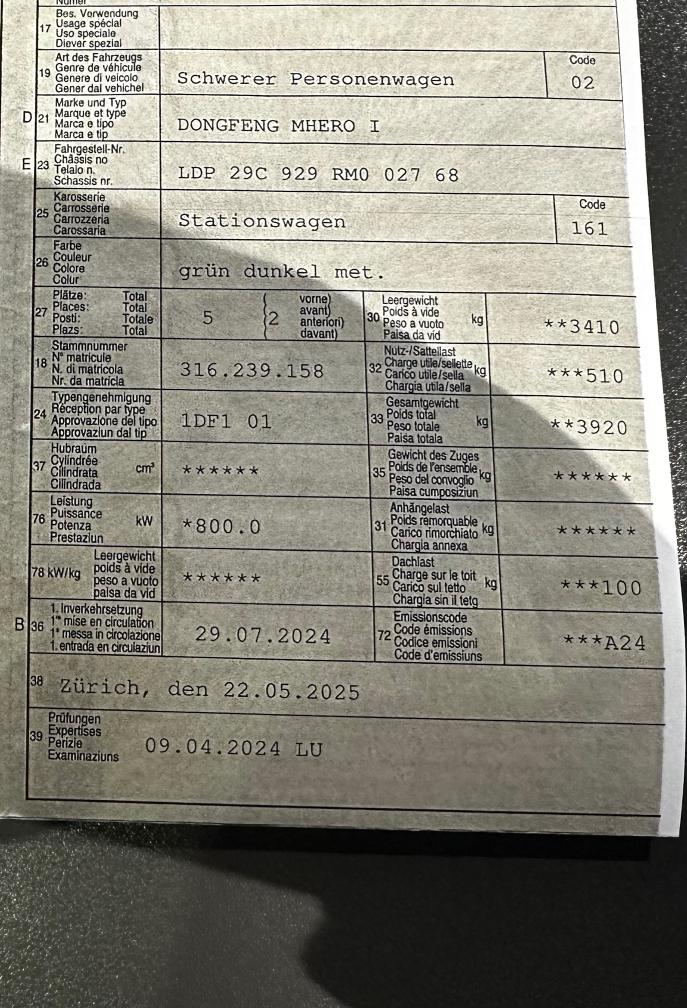 17 Bes. Verwendung
Usage spécial
Uso speciale
Diever spezial
19 Art des Fahrzeugs
Genre de véhicule
Genere di veicolo
Gener dal vehichel
Schwerer Personenwagen
Code
02
D 21 Marke und Typ
Marque et type
Marca e tipo
Marca e tip
DONGFENG MHERO I
E 23 Fahrgestell-Nr.
Châssis no
Telaio n.
Schassis nr.
LDP 29C 929 RM0 027 68
25 Karosserie
Carrosserie
Carrozzeria
Carossaria
Stationswagen
Code
161
26 Farbe
Couleur
Colore
Colur
grün dunkel met.
27 Plätze: Total
Places: Total
Posti: Totale
Plazs: Total
5 (2 vorne)
avant)
anteriori)
davant)
30 Leergewicht
Poids à vide
Peso a vuoto
Paisa da vid
kg
**3410
18 Stammnummer
N° matricule
N. di matricola
Nr. da matricla
316.239.158
32 Nutz-/Sattellast
Charge utile/sellette
Carico utile/sella
Chargia utila/sella
kg
***510
24 Typengenehmigung
Réception par type
Approvazione del tipo
Approvaziun dal tip
1DF1 01
33 Gesamtgewicht
Poids total
Peso totale
Paisa totala
kg
**3920
37 Hubraum
Cylindrée
Cilindrata
Cilindrada
cm³
******
35 Gewicht des Zuges
Poids de l'ensemble
Peso del convoglio
Paisa cumposiziun
kg
******
76 Leistung
Puissance
Potenza
Prestaziun
kW
*800.0
31 Anhängelast
Poids remorquable
Carico rimorchiato
Chargia annexa
kg
******
78 kW/kg Leergewicht
poids à vide
peso a vuoto
paisa da vid
******
55 Dachlast
Charge sur le toit
Carico sul tetto
Chargia sin il tetg
kg
***100
B 36 1. Inverkehrsetzung
1re mise en circulation
1a messa in circolazione
1. entrada en circulaziun
29.07.2024
72 Emissionscode
Code émissions
Codice emissioni
Code d'emissiuns
***A24
38 Zürich, den 22.05.2025
39 Prüfungen
Expertises
Perizie
Examinaziuns
09.04.2024 LU